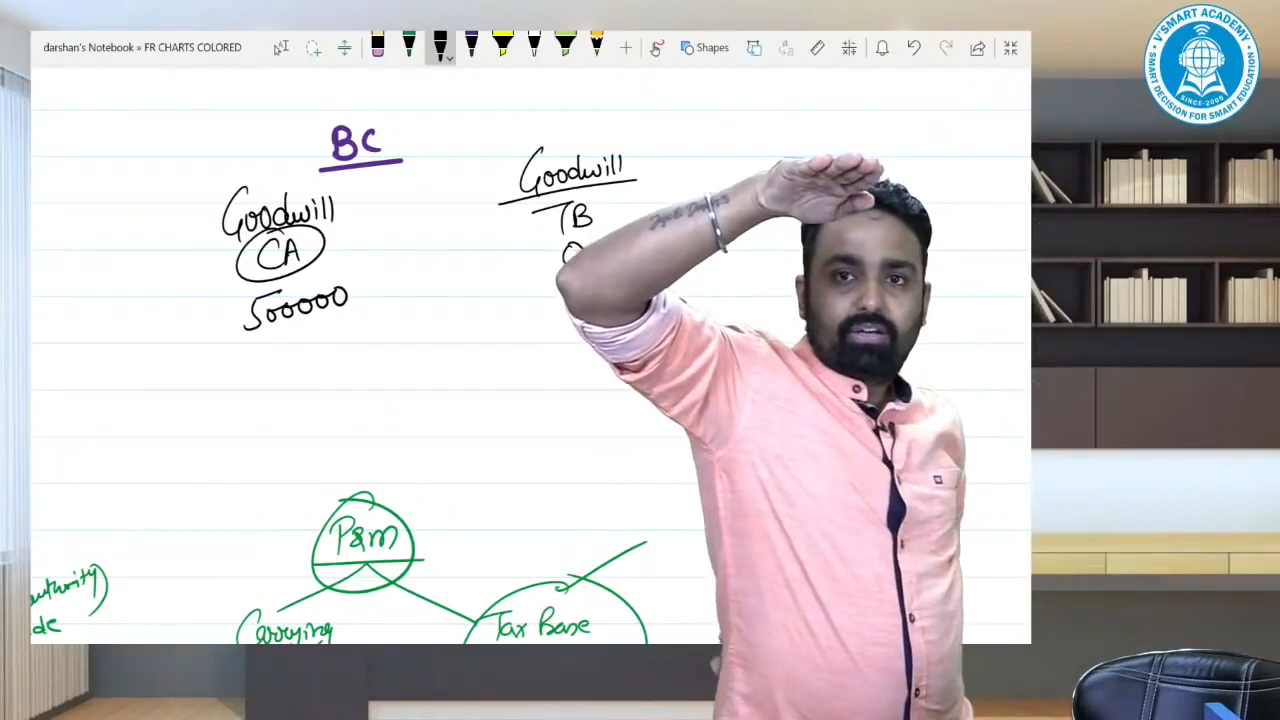 darshan's Notebook » FR CHARTS COLORED
Shapes
V'SMART ACADEMY
SMART DECISION FOR SMART EDUCATION
SINCE-2005
BC
Goodwill
CA
500000
Goodwill
TB
P&M
Carrying
Tax Base